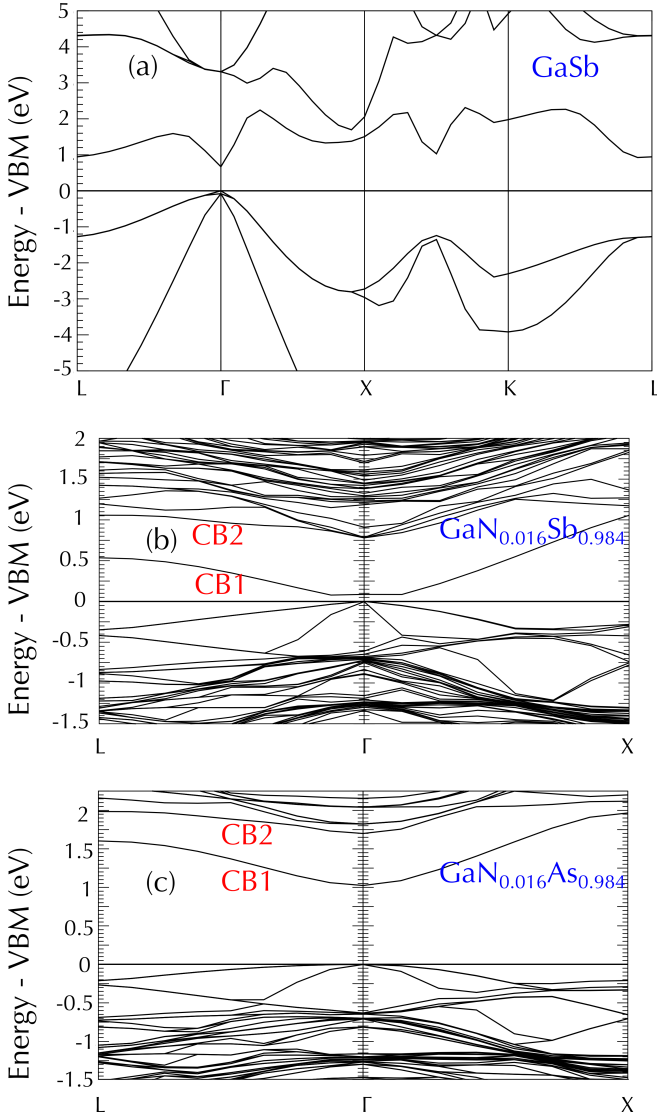 5
4
(a)
GaSb
3
2
1
0
-1
-2
-3
-4
-5
Energy - VBM (eV)
L Γ X K L
2
1.5
1
(b)
CB2
GaN0.016Sb0.984
0.5
CB1
0
-0.5
-1
-1.5
Energy - VBM (eV)
L Γ X
2
1.5
CB2
(c)
CB1
GaN0.016As0.984
1
0.5
0
-0.5
-1
-1.5
Energy - VBM (eV)
L Γ X